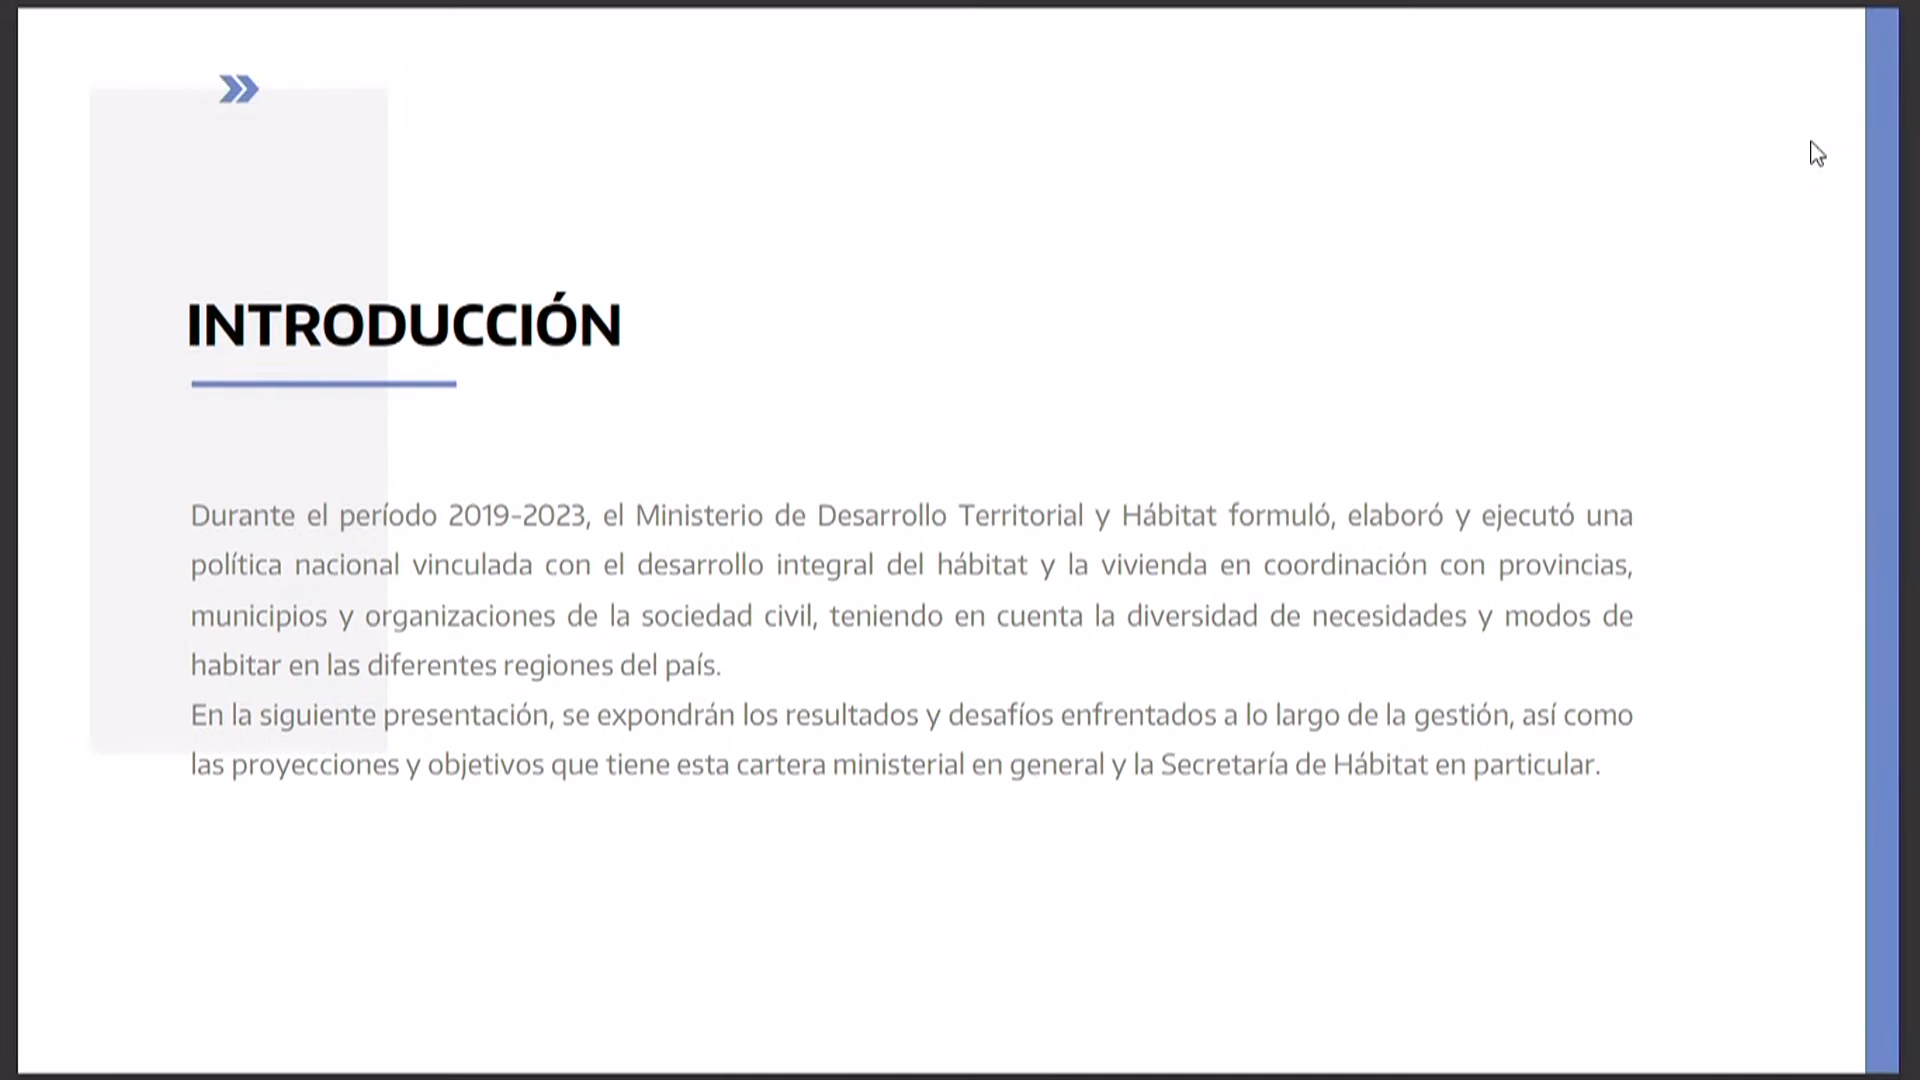 INTRODUCCIÓN
Durante el período 2019-2023, el Ministerio de Desarrollo Territorial y Hábitat formuló, elaboró y ejecutó una
política nacional vinculada con el desarrollo integral del hábitat y la vivienda en coordinación con provincias,
municipios y organizaciones de la sociedad civil, teniendo en cuenta la diversidad de necesidades y modos de
habitar en las diferentes regiones del país.
En la siguiente presentación, se expondrán los resultados y desafíos enfrentados a lo largo de la gestión, así como
las proyecciones y objetivos que tiene esta cartera ministerial en general y la Secretaría de Hábitat en particular.